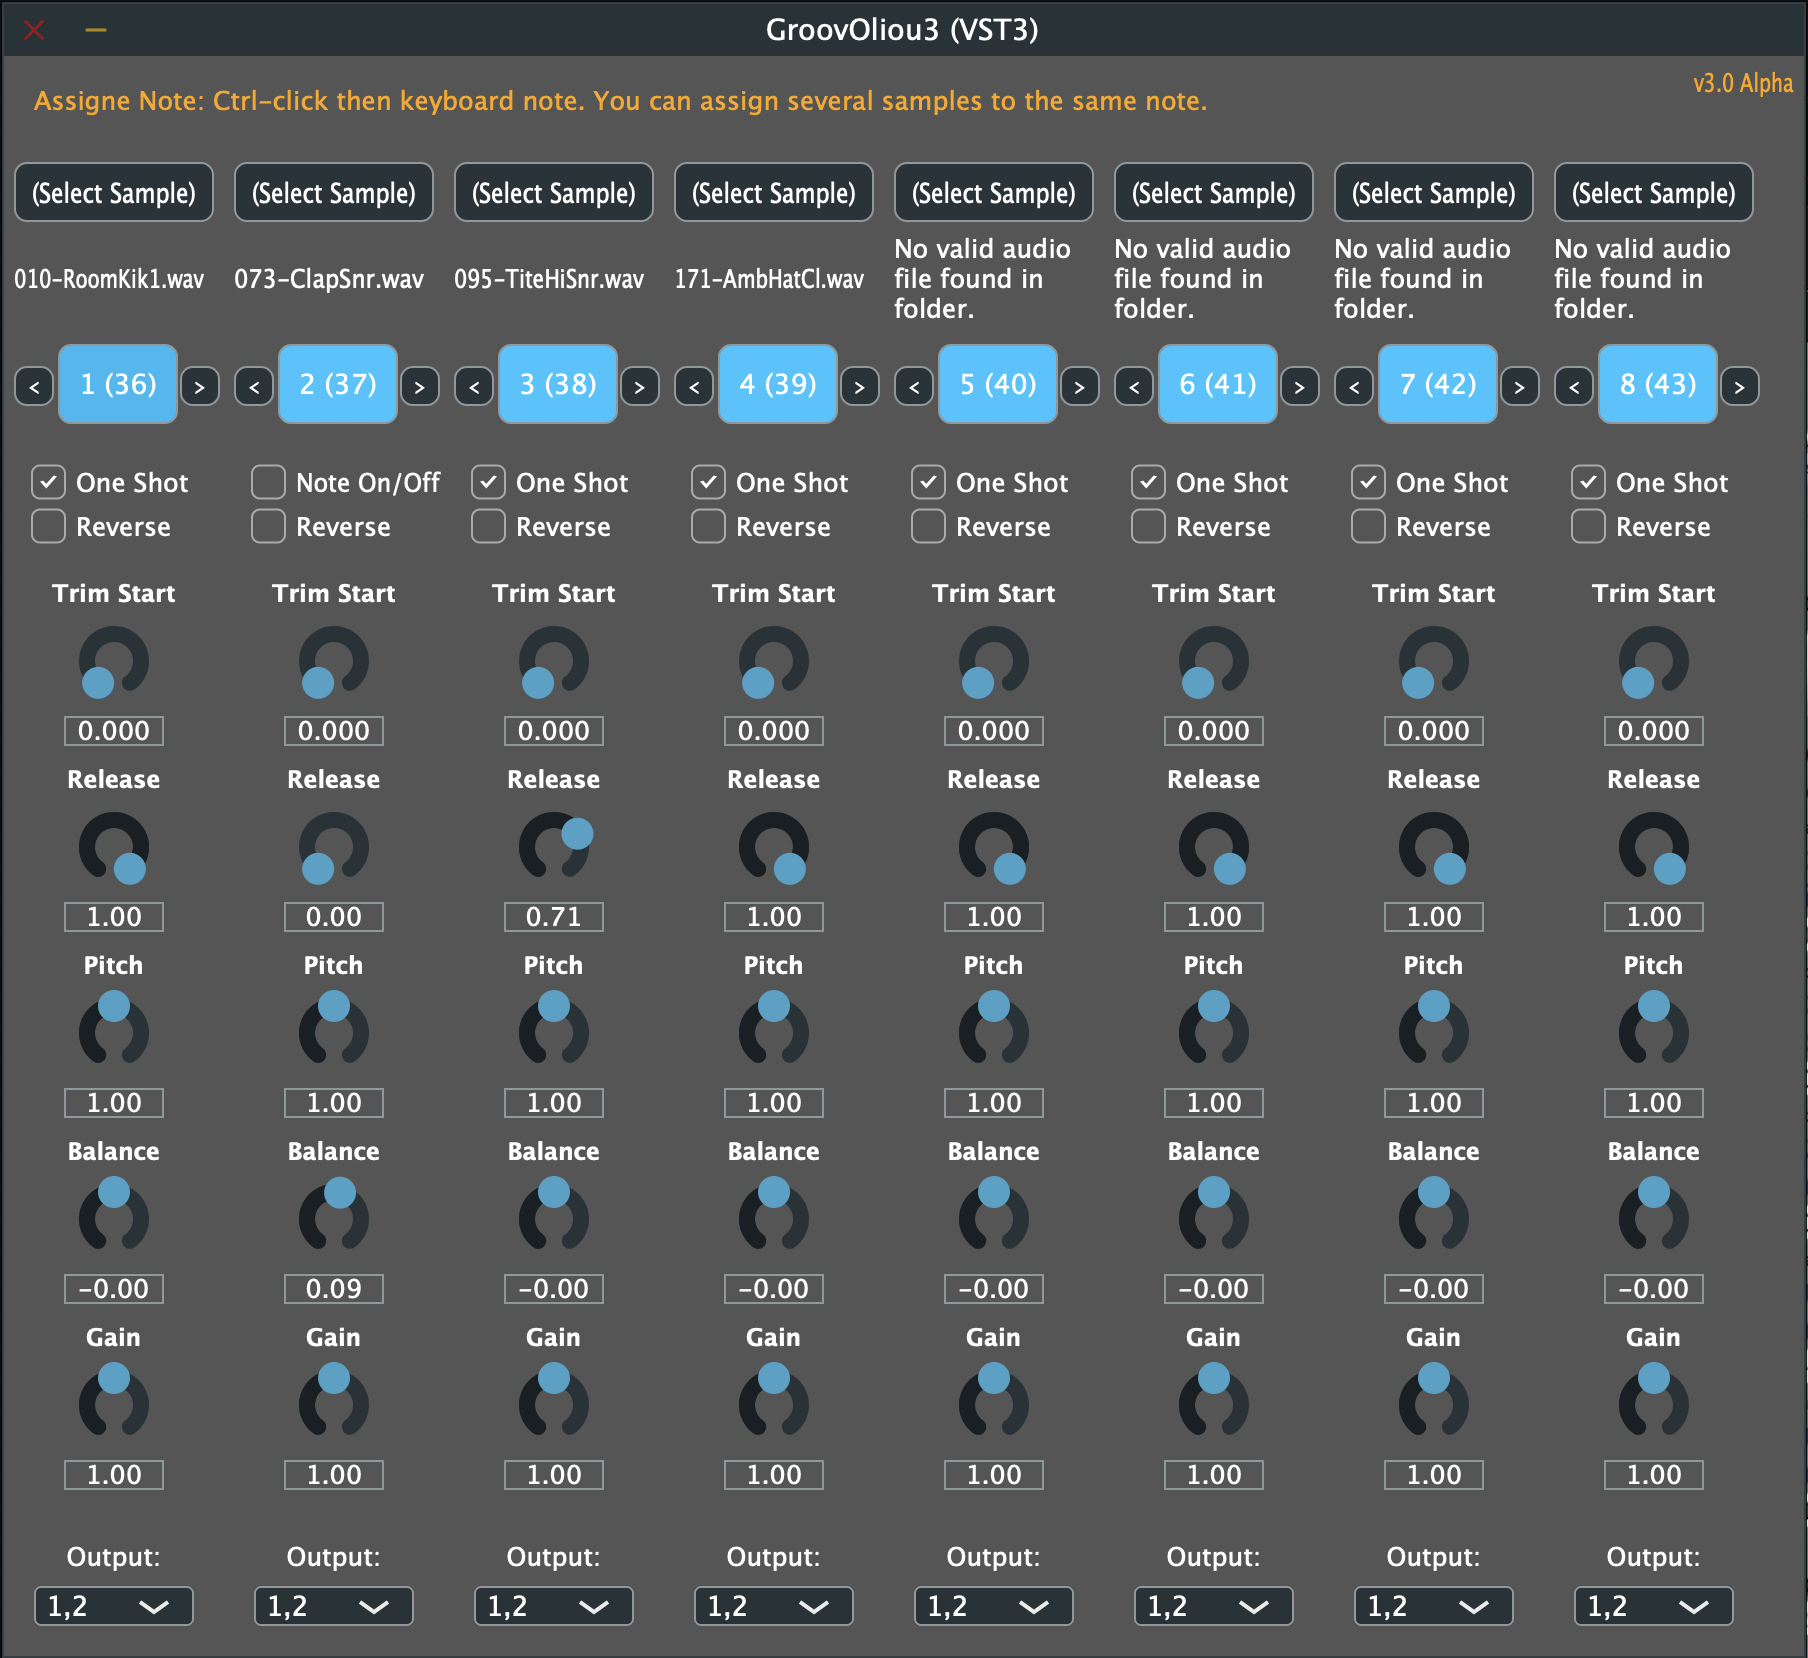 GroovOliou3 (VST3)
v3.0 Alpha
Assigne Note: Ctrl-click then keyboard note. You can assign several samples to the same note.
(Select Sample) (Select Sample) (Select Sample) (Select Sample) (Select Sample) (Select Sample) (Select Sample) (Select Sample)
010-RoomKik1.wav 073-ClapSnr.wav 095-TiteHiSnr.wav 171-AmbHatCl.wav
No valid audio
file found in
folder.
No valid audio
file found in
folder.
No valid audio
file found in
folder.
No valid audio
file found in
folder.
< 1 (36) > < 2 (37) > < 3 (38) > < 4 (39) > < 5 (40) > < 6 (41) > < 7 (42) > < 8 (43) >
One Shot Note On/Off One Shot One Shot One Shot One Shot One Shot One Shot
Reverse Reverse Reverse Reverse Reverse Reverse Reverse Reverse
Trim Start Trim Start Trim Start Trim Start Trim Start Trim Start Trim Start Trim Start
0.000 0.000 0.000 0.000 0.000 0.000 0.000 0.000
Release Release Release Release Release Release Release Release
1.00 0.00 0.71 1.00 1.00 1.00 1.00 1.00
Pitch Pitch Pitch Pitch Pitch Pitch Pitch Pitch
1.00 1.00 1.00 1.00 1.00 1.00 1.00 1.00
Balance Balance Balance Balance Balance Balance Balance Balance
-0.00 0.09 -0.00 -0.00 -0.00 -0.00 -0.00 -0.00
Gain Gain Gain Gain Gain Gain Gain Gain
1.00 1.00 1.00 1.00 1.00 1.00 1.00 1.00
Output: Output: Output: Output: Output: Output: Output: Output:
1,2 1,2 1,2 1,2 1,2 1,2 1,2 1,2